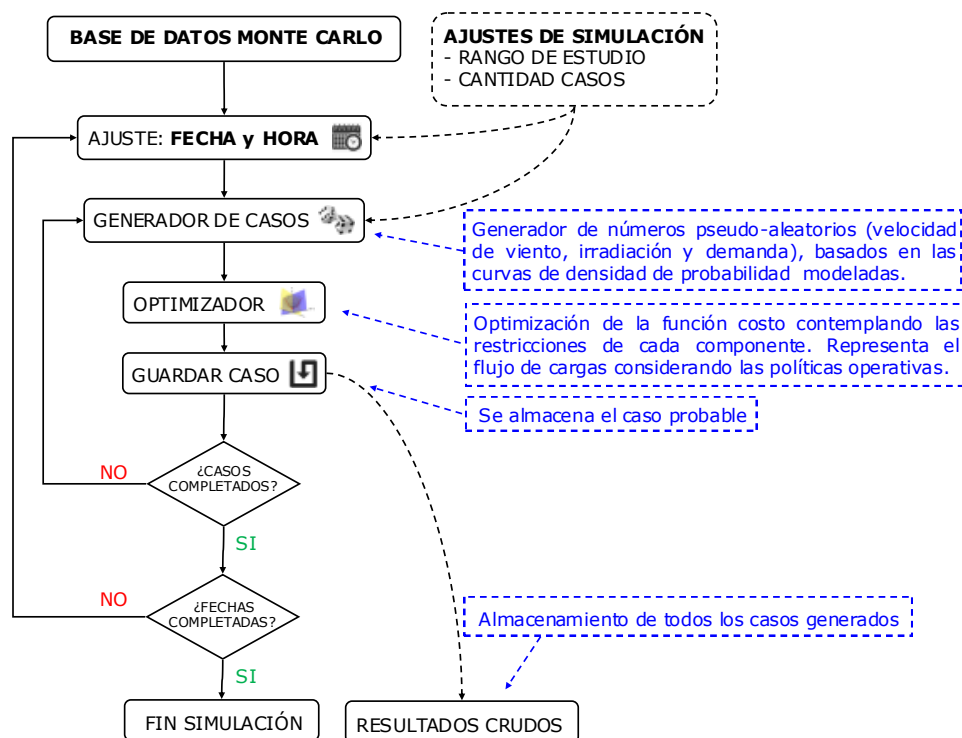 BASE DE DATOS MONTE CARLO
AJUSTES DE SIMULACIÓN
- RANGO DE ESTUDIO
- CANTIDAD CASOS
AJUSTE: FECHA y HORA
GENERADOR DE CASOS
Generador de números pseudo-aleatorios (velocidad
de viento, irradiación y demanda), basados en las
curvas de densidad de probabilidad modeladas.
OPTIMIZADOR
Optimización de la función costo contemplando las
restricciones de cada componente. Representa el
flujo de cargas considerando las políticas operativas.
GUARDAR CASO
Se almacena el caso probable
NO
¿CASOS
COMPLETADOS?
SI
NO
¿FECHAS
COMPLETADAS?
Almacenamiento de todos los casos generados
SI
FIN SIMULACIÓN
RESULTADOS CRUDOS